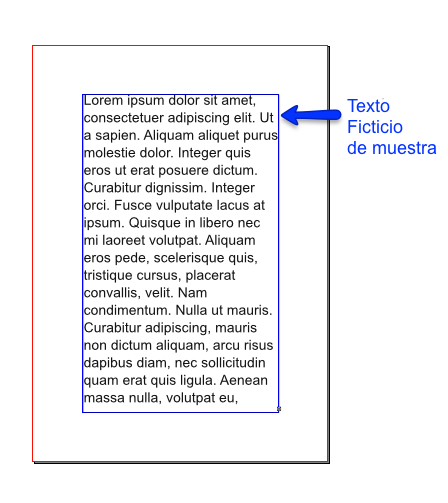 Lorem ipsum dolor sit amet,
consectetuer adipiscing elit. Ut
a sapien. Aliquam aliquet purus
molestie dolor. Integer quis
eros ut erat posuere dictum.
Curabitur dignissim. Integer
orci. Fusce vulputate lacus at
ipsum. Quisque in libero nec
mi laoreet volutpat. Aliquam
eros pede, scelerisque quis,
tristique cursus, placerat
convallis, velit. Nam
condimentum. Nulla ut mauris.
Curabitur adipiscing, mauris
non dictum aliquam, arcu risus
dapibus diam, nec sollicitudin
quam erat quis ligula. Aenean
massa nulla, volutpat eu,
Texto
Ficticio
de muestra